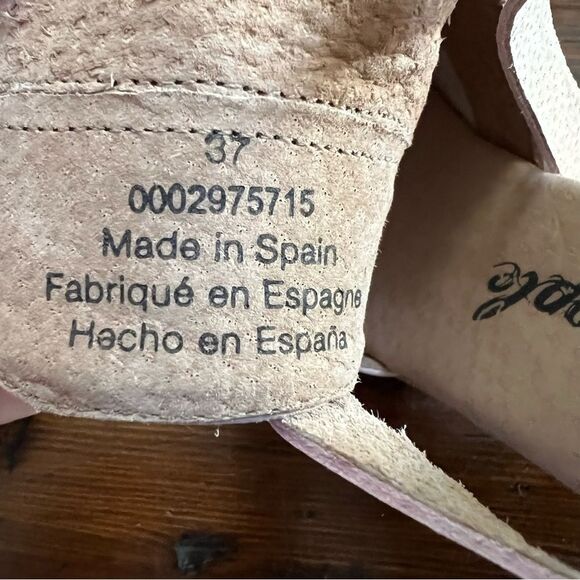 37
0002975715
Made in Spain
Fabriqué en Espagne
Hecho en España